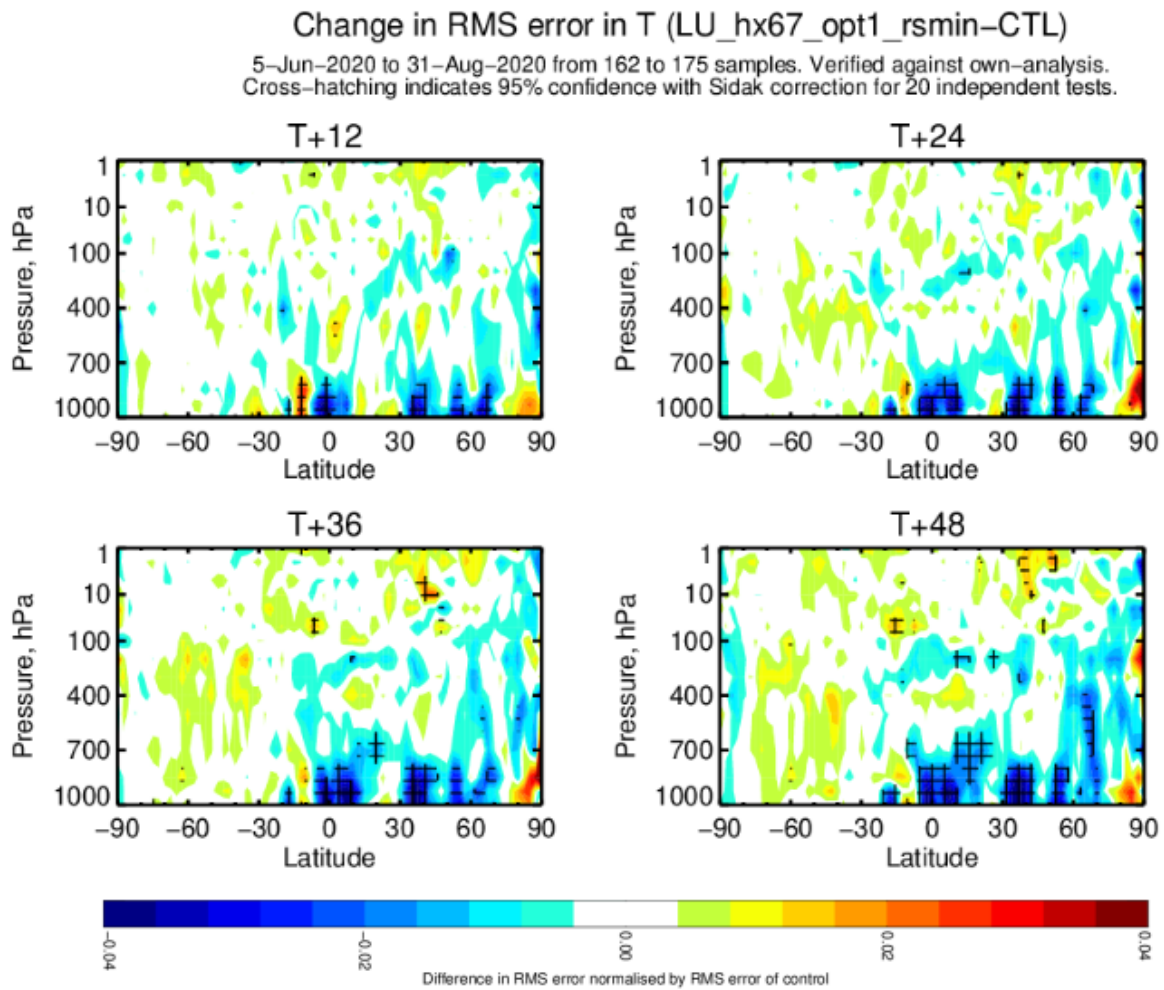 Change in RMS error in T (LU_hx67_opt1_rsmin−CTL)
5−Jun−2020 to 31−Aug−2020 from 162 to 175 samples. Verified against own−analysis.
Cross−hatching indicates 95% confidence with Sidak correction for 20 independent tests.
T+12
T+24
1
10
100
400
700
1000
Pressure, hPa
−90 −60 −30 0 30 60 90
Latitude
1
10
100
400
700
1000
Pressure, hPa
−90 −60 −30 0 30 60 90
Latitude
T+36
T+48
1
10
100
400
700
1000
Pressure, hPa
−90 −60 −30 0 30 60 90
Latitude
1
10
100
400
700
1000
Pressure, hPa
−90 −60 −30 0 30 60 90
Latitude
−0.04 −0.02 0.00 0.02 0.04
Difference in RMS error normalised by RMS error of control